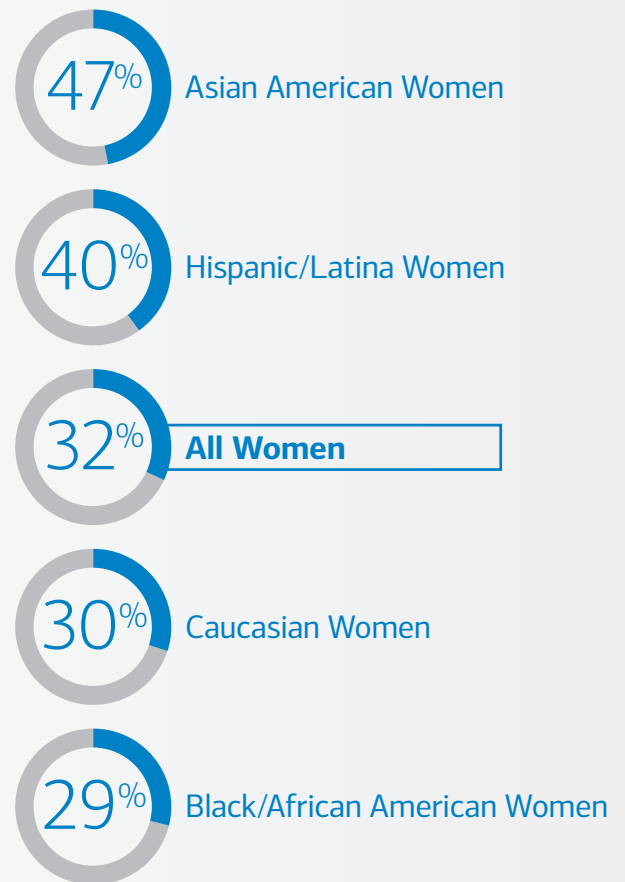 47% Asian American Women
40% Hispanic/Latina Women
32% All Women
30% Caucasian Women
29% Black/African American Women